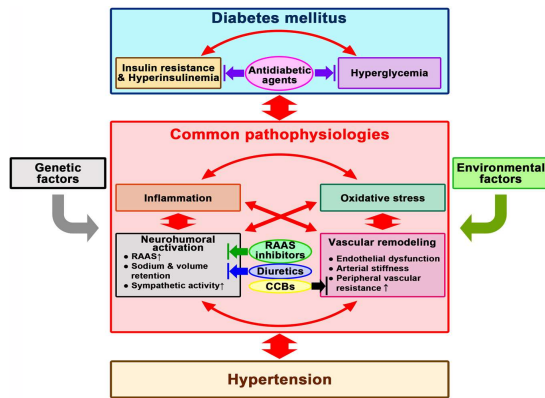 Diabetes mellitus
Insulin resistance
& Hyperinsulinemia
Antidiabetic
agents
Hyperglycemia
Common pathophysiologies
Genetic
factors
Environmental
factors
Inflammation
Oxidative stress
Neurohumoral
activation
● RAAS↑
● Sodium & volume
retention
● Sympathetic activity↑
RAAS
inhibitors
Diuretics
CCBs
Vascular remodeling
● Endothelial dysfunction
● Arterial stiffness
● Peripheral vascular
resistance ↑
Hypertension